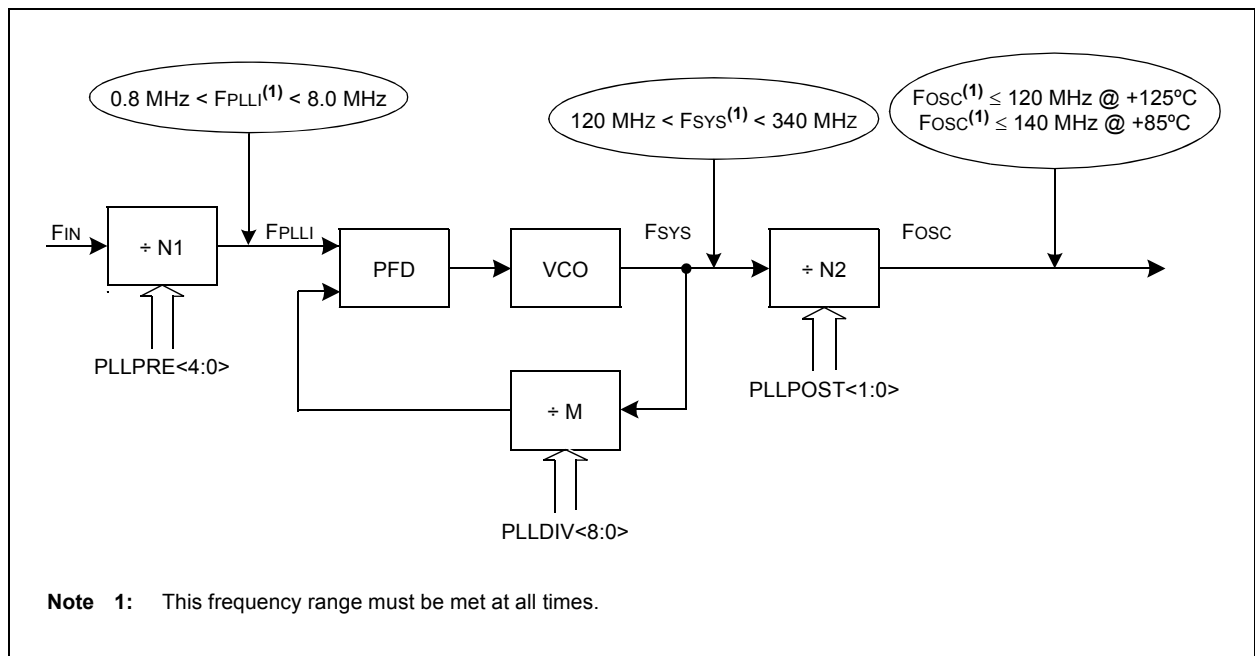 0.8 MHz < FPLLI(1) < 8.0 MHz
120 MHz < FSYS(1) < 340 MHz
FOSC(1) ≤ 120 MHz @ +125ºC
FOSC(1) ≤ 140 MHz @ +85ºC
FIN
÷ N1
FPLLI
PFD
VCO
FSYS
÷ N2
FOSC
PLLPRE<4:0>
÷ M
PLLPOST<1:0>
PLLDIV<8:0>
Note 1: This frequency range must be met at all times.